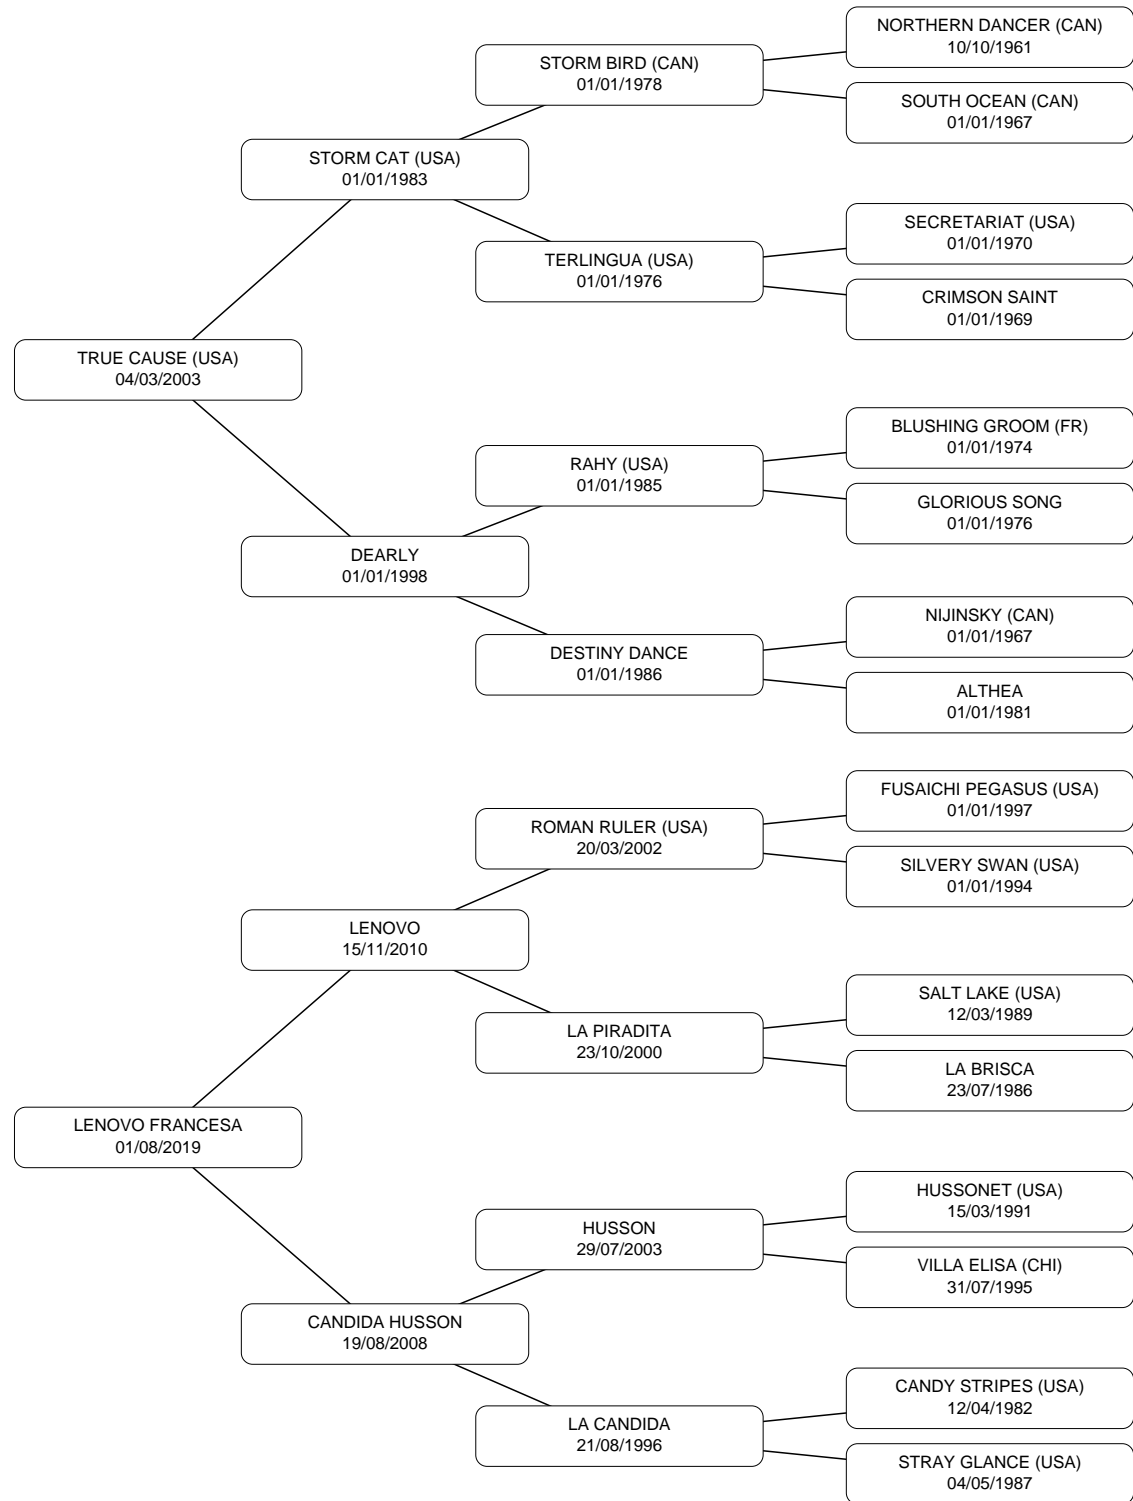 NORTHERN DANCER (CAN)
10/10/1961
STORM BIRD (CAN)
01/01/1978
SOUTH OCEAN (CAN)
01/01/1967
STORM CAT (USA)
01/01/1983
SECRETARIAT (USA)
01/01/1970
TERLINGUA (USA)
01/01/1976
CRIMSON SAINT
01/01/1969
TRUE CAUSE (USA)
04/03/2003
BLUSHING GROOM (FR)
01/01/1974
RAHY (USA)
01/01/1985
GLORIOUS SONG
01/01/1976
DEARLY
01/01/1998
NIJINSKY (CAN)
01/01/1967
DESTINY DANCE
01/01/1986
ALTHEA
01/01/1981
FUSAICHI PEGASUS (USA)
01/01/1997
ROMAN RULER (USA)
20/03/2002
SILVERY SWAN (USA)
01/01/1994
LENOVO
15/11/2010
SALT LAKE (USA)
12/03/1989
LA PIRADITA
23/10/2000
LA BRISCA
23/07/1986
LENOVO FRANCESA
01/08/2019
HUSSONET (USA)
15/03/1991
HUSSON
29/07/2003
VILLA ELISA (CHI)
31/07/1995
CANDIDA HUSSON
19/08/2008
CANDY STRIPES (USA)
12/04/1982
LA CANDIDA
21/08/1996
STRAY GLANCE (USA)
04/05/1987